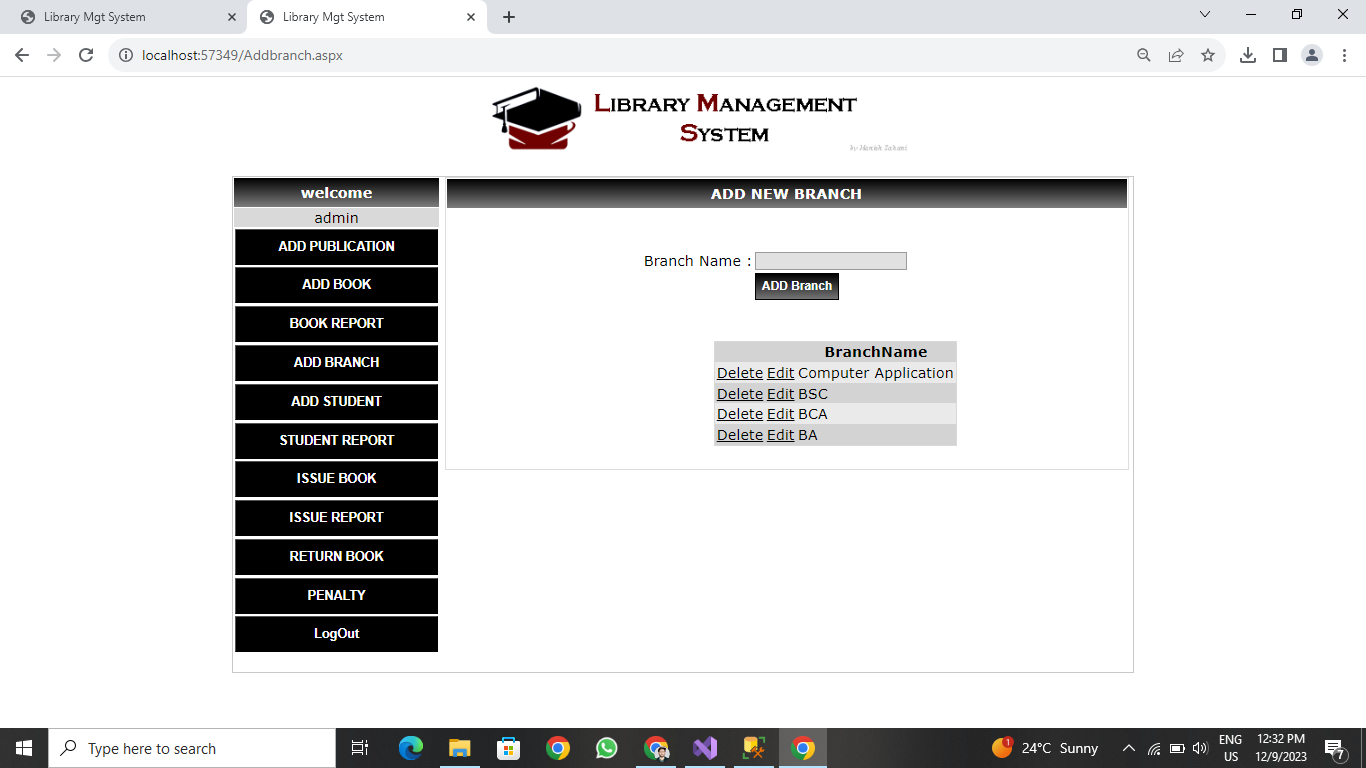 Library Mgt System
Library Mgt System
localhost:57349/Addbranch.aspx
LIBRARY MANAGEMENT
SYSTEM
welcome
admin
ADD PUBLICATION
ADD BOOK
BOOK REPORT
ADD BRANCH
ADD STUDENT
STUDENT REPORT
ISSUE BOOK
ISSUE REPORT
RETURN BOOK
PENALTY
LogOut
ADD NEW BRANCH
Branch Name :
ADD Branch
BranchName
Delete Edit Computer Application
Delete Edit BSC
Delete Edit BCA
Delete Edit BA
Type here to search
1
24°C Sunny
ENG
US
12:32 PM
12/9/2023
7